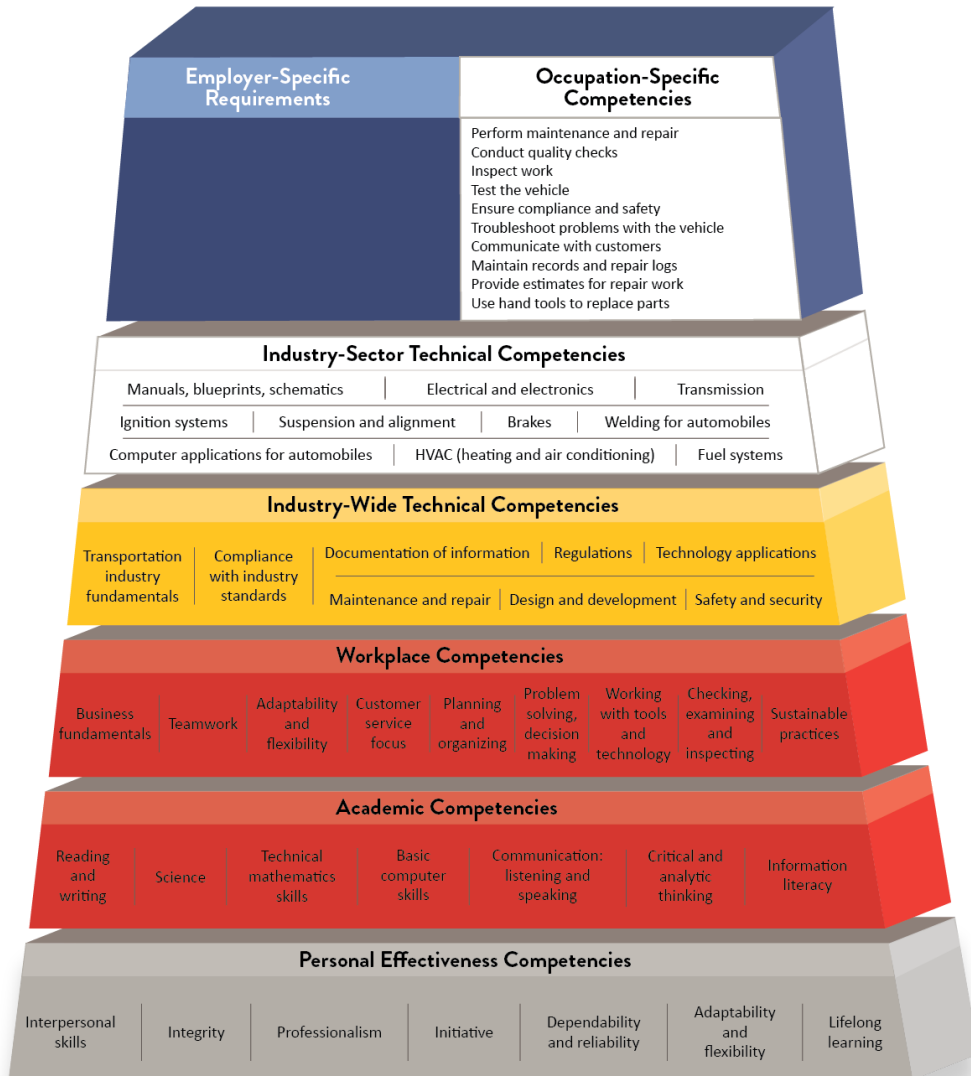 Employer-Specific
Requirements
Occupation-Specific
Competencies
Perform maintenance and repair
Conduct quality checks
Inspect work
Test the vehicle
Ensure compliance and safety
Troubleshoot problems with the vehicle
Communicate with customers
Maintain records and repair logs
Provide estimates for repair work
Use hand tools to replace parts
Industry-Sector Technical Competencies
Manuals, blueprints, schematics
Electrical and electronics
Transmission
Ignition systems
Suspension and alignment
Brakes
Welding for automobiles
Computer applications for automobiles
HVAC (heating and air conditioning)
Fuel systems
Industry-Wide Technical Competencies
Transportation
industry
fundamentals
Compliance
with industry
standards
Documentation of information
Regulations
Technology applications
Maintenance and repair
Design and development
Safety and security
Workplace Competencies
Business
fundamentals
Teamwork
Adaptability
and
flexibility
Customer
service
focus
Planning
and
organizing
Problem
solving,
decision
making
Working
with tools
and
technology
Checking,
examining
and
inspecting
Sustainable
practices
Academic Competencies
Reading
and
writing
Science
Technical
mathematics
skills
Basic
computer
skills
Communication:
listening and
speaking
Critical and
analytic
thinking
Information
literacy
Personal Effectiveness Competencies
Interpersonal
skills
Integrity
Professionalism
Initiative
Dependability
and reliability
Adaptability
and
flexibility
Lifelong
learning